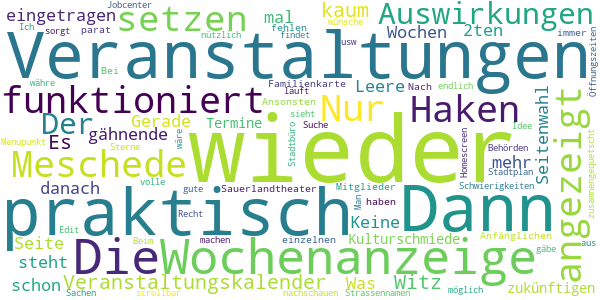 Jobcenter
eingetragen setzen mal kaum Auswirkungen
Ich sorgt parat fehlen wünsche Wochen 2ten immer
Veranstaltungen
Bei nützlich findet usw
währe Familienkarte endlich Öffnungszeiten
funktioniert Nur Haken
läuft Nach
Ansonsten Leere
Der Gerade sieht Suche
Menupunkt Es gähnende Termine Stadtbüro wäre mehr Seitenwahl angezeigt
Sterne Homescreen Behörden Idee
Meschede wieder Stadtplan zusammengequetscht
danach volle gute Sauerlandtheater Mitglieder Man haben Schwierigkeiten aus
praktisch Dann
Edit Recht machen einzelnen Keine
Seite Beim Kulturschmiede Anfänglichen gäbe
steht Die Wochenanzeige
schon Veranstaltungskalender Was Witz zukünftigen
Sachen scrollbar nachschauen Strassennamen möglich